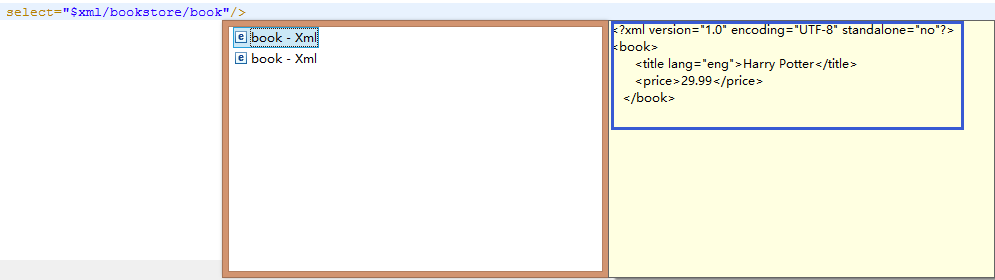 select="$xml/bookstore/book"/>
book - Xml
book - Xml
<?xml version="1.0" encoding="UTF-8" standalone="no"?>
<book>
<title lang="eng">Harry Potter</title>
<price>29.99</price>
</book>